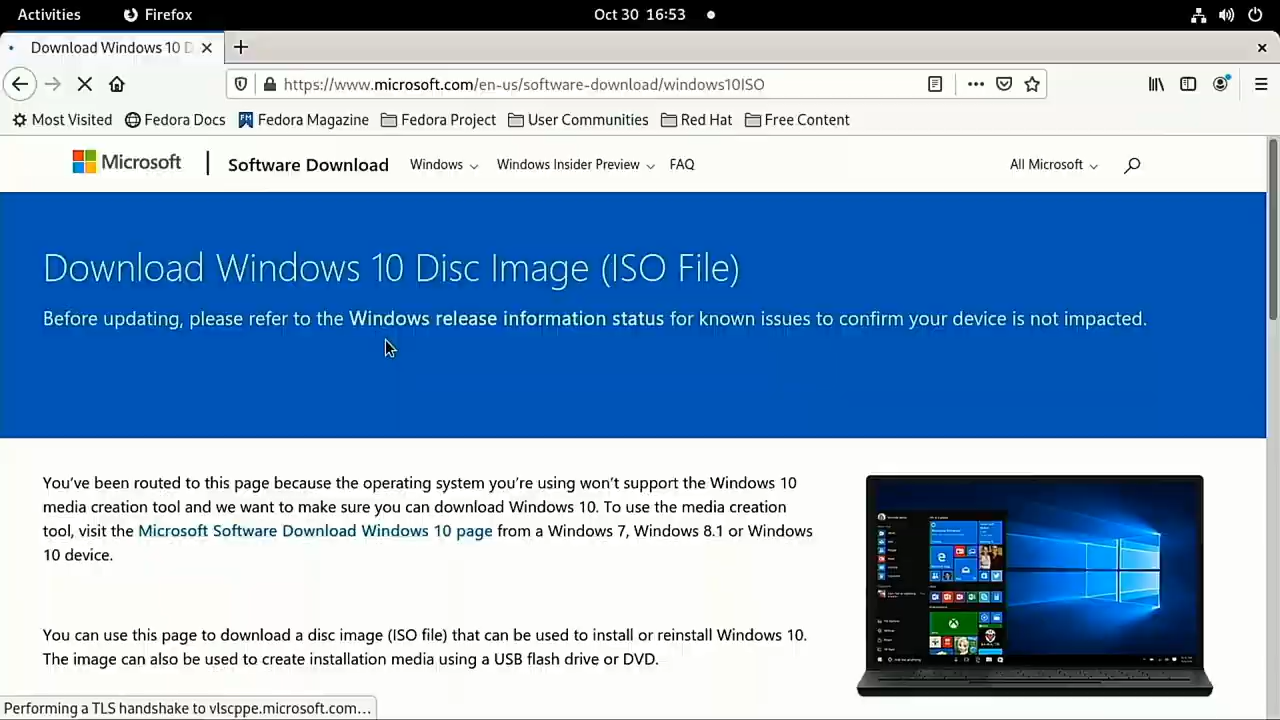 Activities
Firefox
Oct 30 16:53
Download Windows 10 D
https://www.microsoft.com/en-us/software-download/windows10ISO
Most Visited
Fedora Docs
Fedora Magazine
Fedora Project
User Communities
Red Hat
Free Content
Microsoft
Software Download
Windows
Windows Insider Preview
FAQ
All Microsoft
Download Windows 10 Disc Image (ISO File)
Before updating, please refer to the Windows release information status for known issues to confirm your device is not impacted.
You've been routed to this page because the operating system you're using won't support the Windows 10
media creation tool and we want to make sure you can download Windows 10. To use the media creation
tool, visit the Microsoft Software Download Windows 10 page from a Windows 7, Windows 8.1 or Windows
10 device.
You can use this page to download a disc image (ISO file) that can be used to install or reinstall Windows 10.
The image can also be used to create installation media using a USB flash drive or DVD.
Performing a TLS handshake to vlscppe.microsoft.com…